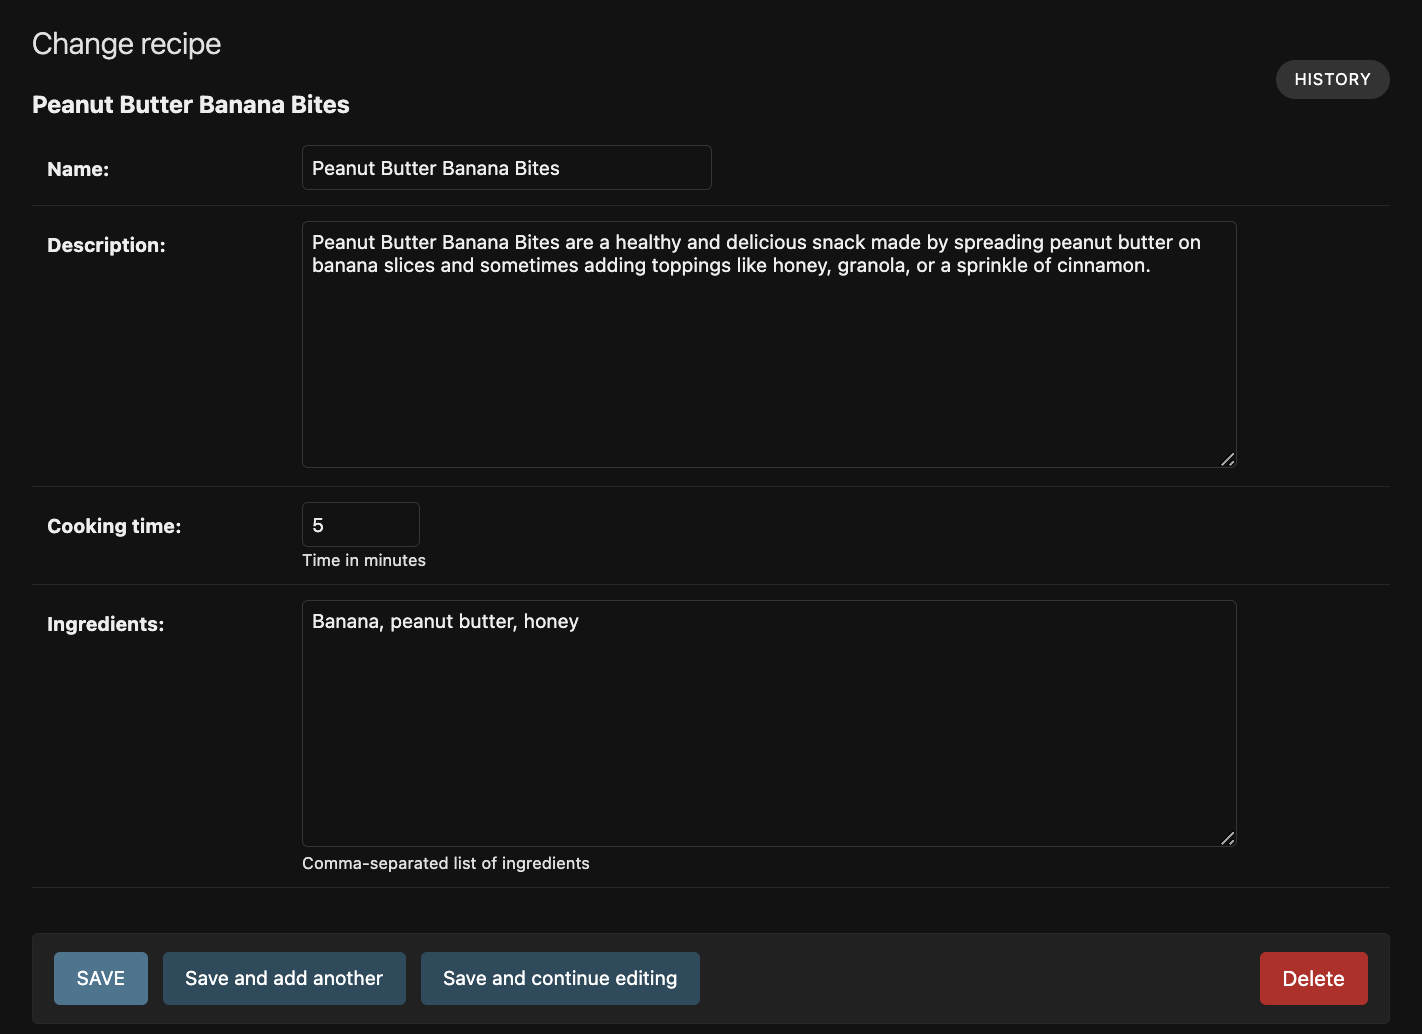 Change recipe
HISTORY
Peanut Butter Banana Bites
Name:
Peanut Butter Banana Bites
Description:
Peanut Butter Banana Bites are a healthy and delicious snack made by spreading peanut butter on
banana slices and sometimes adding toppings like honey, granola, or a sprinkle of cinnamon.
Cooking time:
5
Time in minutes
Ingredients:
Banana, peanut butter, honey
Comma-separated list of ingredients
SAVE
Save and add another
Save and continue editing
Delete